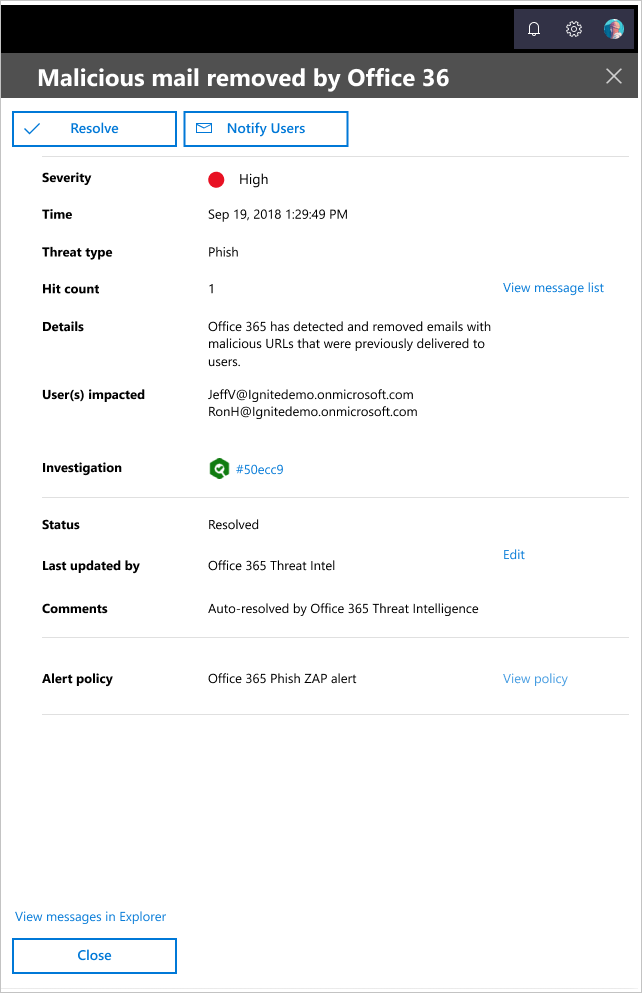 Malicious mail removed by Office 36
Resolve
Notify Users
Severity
High
Time
Sep 19, 2018 1:29:49 PM
Threat type
Phish
Hit count
1
View message list
Details
Office 365 has detected and removed emails with
malicious URLs that were previously delivered to
users.
User(s) impacted
JeffV@Ignitedemo.onmicrosoft.com
RonH@Ignitedemo.onmicrosoft.com
Investigation
#50ecc9
Status
Resolved
Edit
Last updated by
Office 365 Threat Intel
Comments
Auto-resolved by Office 365 Threat Intelligence
Alert policy
Office 365 Phish ZAP alert
View policy
View messages in Explorer
Close